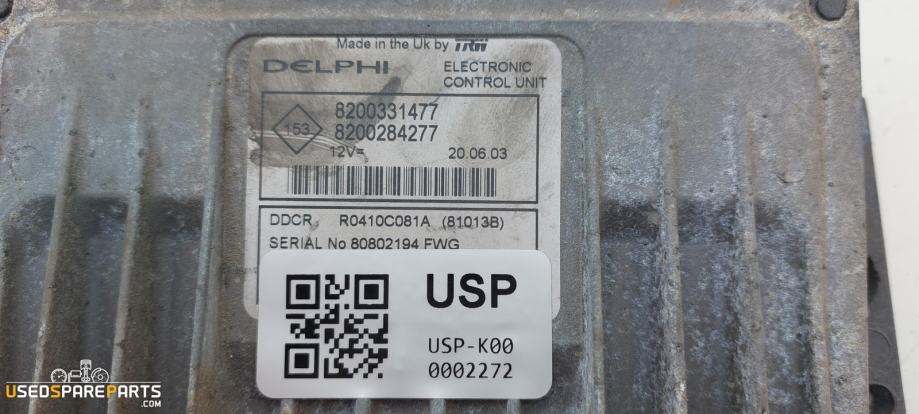 Made in the Uk by TRW
DELPHI
ELECTRONIC
CONTROL UNIT
153
8200331477
8200284277
12V=
20.06.03
DDCR R0410C081A (81013B)
SERIAL No 80802194 FWG
USP
USP-K00
0002272
USEDSPAREPARTS
.COM